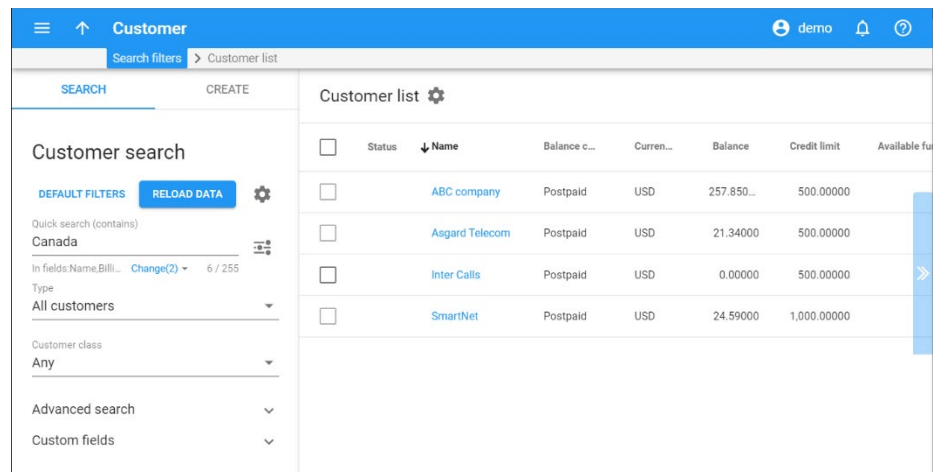 Customer
demo
Search filters > Customer list
SEARCH
CREATE
Customer search
DEFAULT FILTERS
RELOAD DATA
Quick search (contains)
Canada
In fields:Name,Billi... Change(2) 6 / 255
Type
All customers
Customer class
Any
Advanced search
Custom fields
Customer list
Status Name Balance c... Curren... Balance Credit limit Available fu
ABC company Postpaid USD 257.850... 500.00000
Asgard Telecom Postpaid USD 21.34000 500.00000
Inter Calls Postpaid USD 0.00000 500.00000
SmartNet Postpaid USD 24.59000 1,000.00000